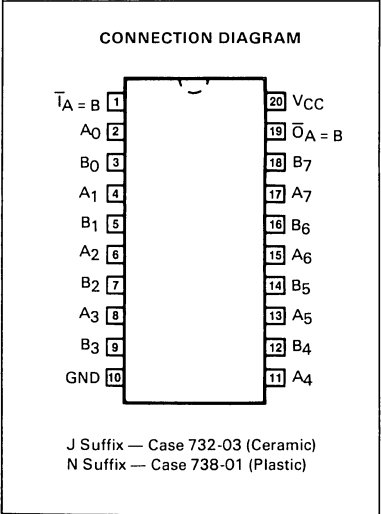 CONNECTION DIAGRAM
I̅A = B 1 20 VCC
A0 2 19 O̅A = B
B0 3 18 B7
A1 4 17 A7
B1 5 16 B6
A2 6 15 A6
B2 7 14 B5
A3 8 13 A5
B3 9 12 B4
GND 10 11 A4
J Suffix — Case 732-03 (Ceramic)
N Suffix — Case 738-01 (Plastic)